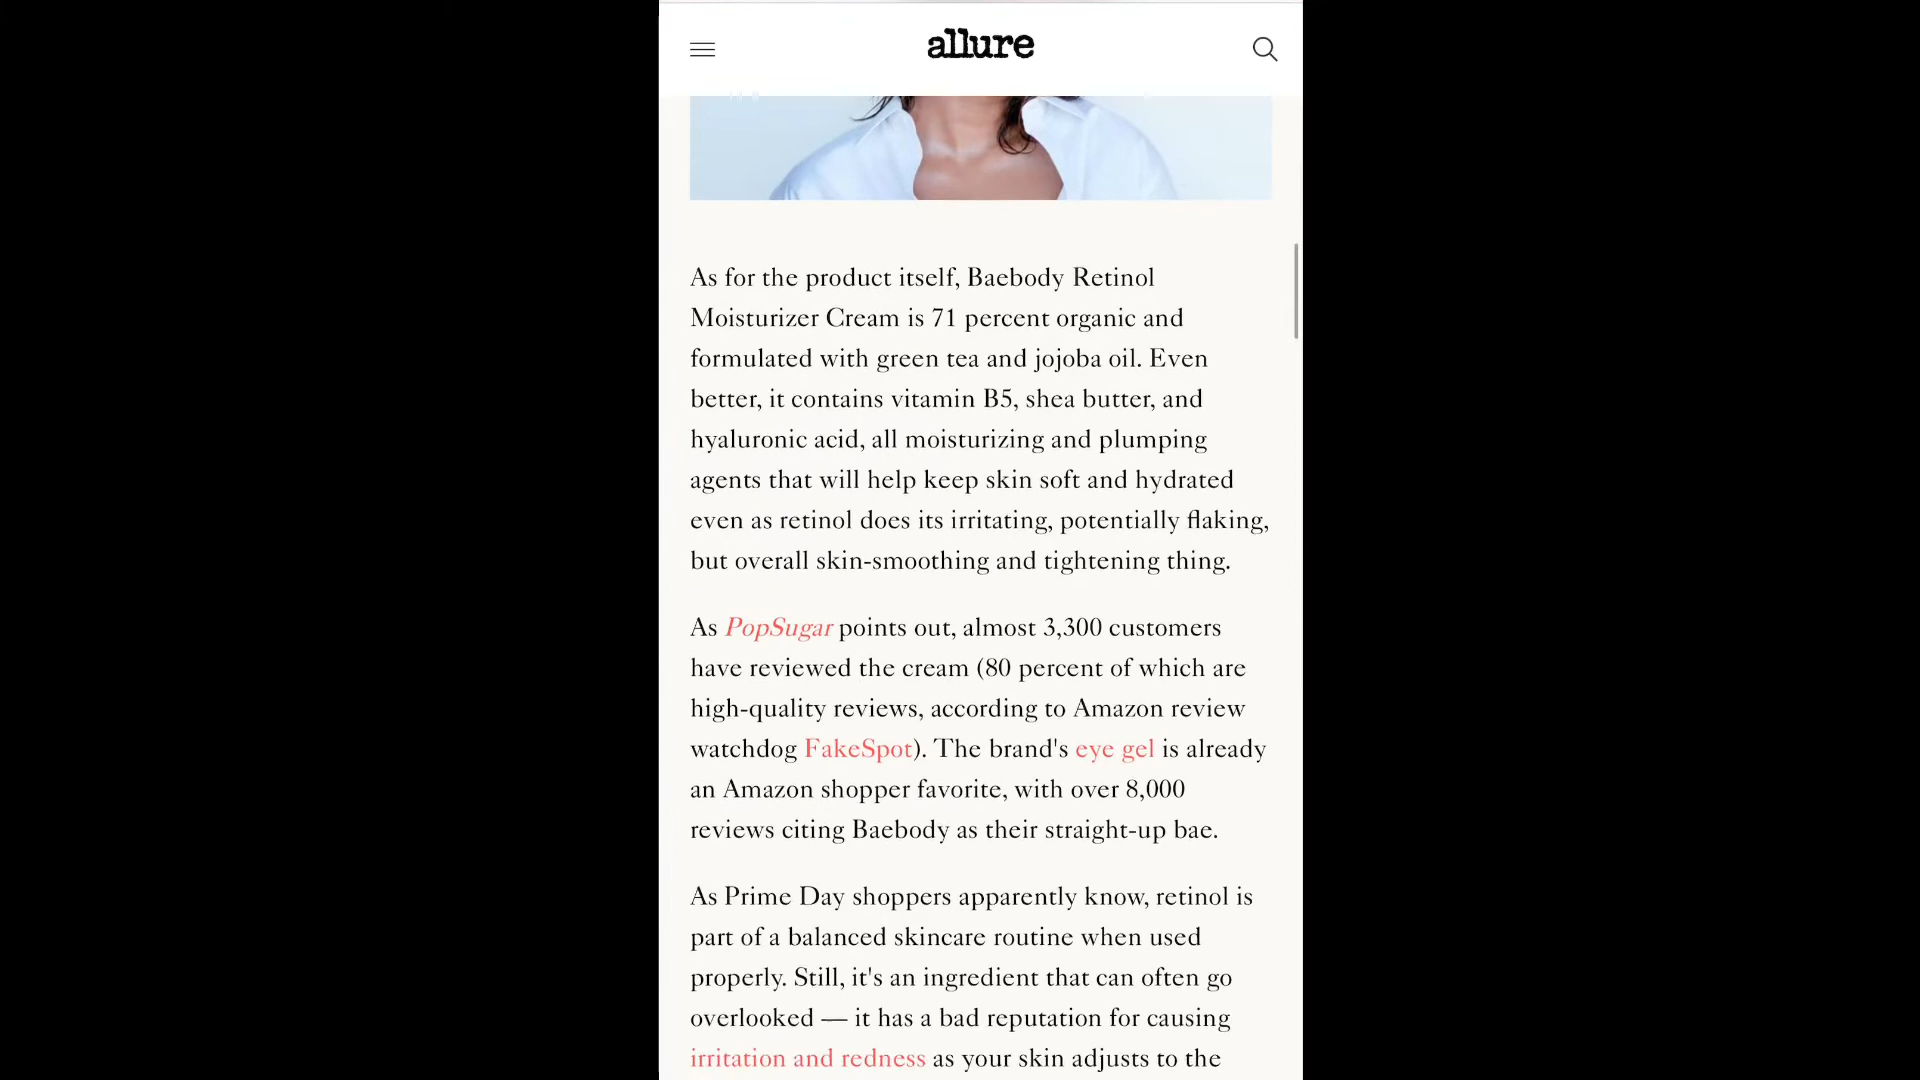 allure
As for the product itself, Baebody Retinol
Moisturizer Cream is 71 percent organic and
formulated with green tea and jojoba oil. Even
better, it contains vitamin B5, shea butter, and
hyaluronic acid, all moisturizing and plumping
agents that will help keep skin soft and hydrated
even as retinol does its irritating, potentially flaking,
but overall skin-smoothing and tightening thing.
As PopSugar points out, almost 3,300 customers
have reviewed the cream (80 percent of which are
high-quality reviews, according to Amazon review
watchdog FakeSpot). The brand's eye gel is already
an Amazon shopper favorite, with over 8,000
reviews citing Baebody as their straight-up bae.
As Prime Day shoppers apparently know, retinol is
part of a balanced skincare routine when used
properly. Still, it's an ingredient that can often go
overlooked — it has a bad reputation for causing
irritation and redness as your skin adjusts to the